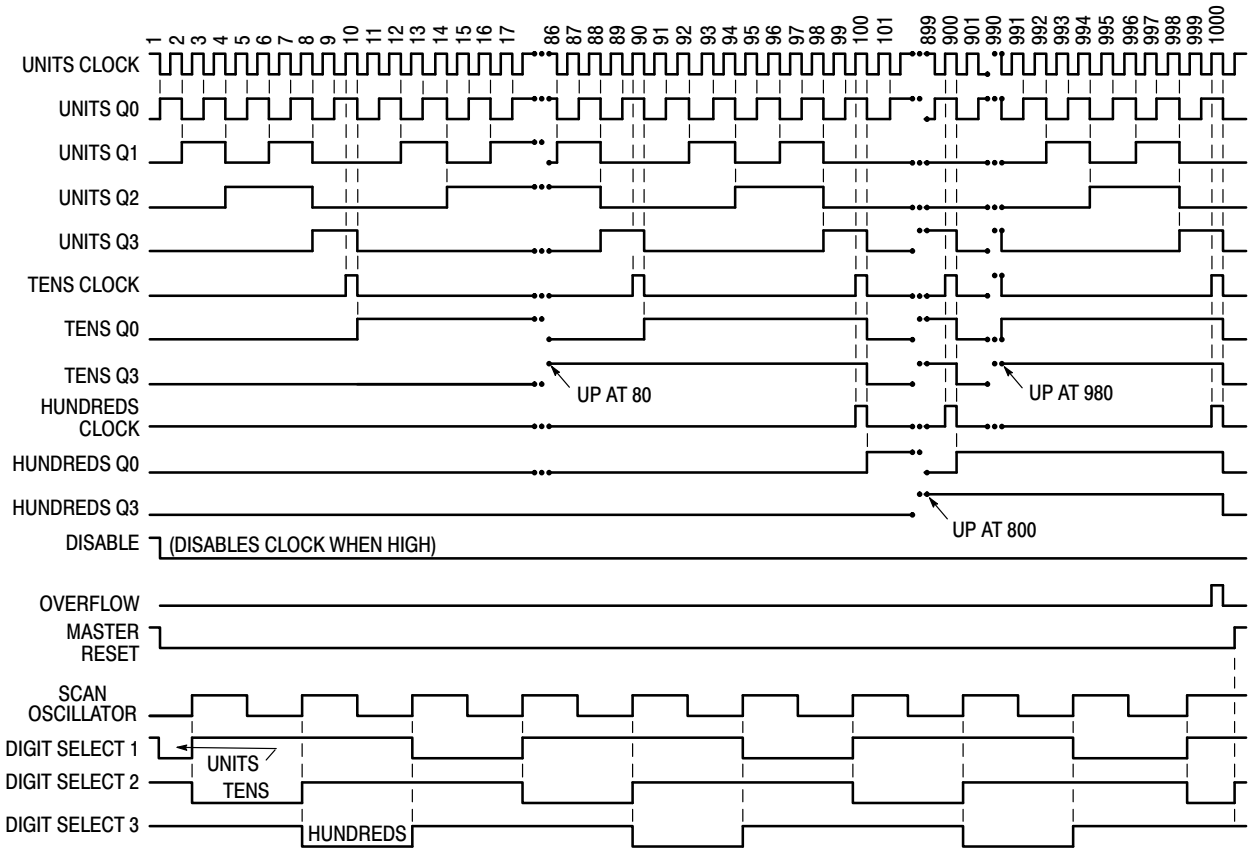 1 2 3 4 5 6 7 8 9 10 11 12 13 14 15 16 17 86 87 88 89 90 91 92 93 94 95 96 97 98 99 100 101 899 900 901 990 991 992 993 994 995 996 997 998 999 1000
UNITS CLOCK
UNITS Q0
UNITS Q1
UNITS Q2
UNITS Q3
TENS CLOCK
TENS Q0
TENS Q3
UP AT 80
UP AT 980
HUNDREDS
CLOCK
HUNDREDS Q0
HUNDREDS Q3
UP AT 800
DISABLE
(DISABLES CLOCK WHEN HIGH)
OVERFLOW
MASTER
RESET
SCAN
OSCILLATOR
DIGIT SELECT 1
UNITS
DIGIT SELECT 2
TENS
DIGIT SELECT 3
HUNDREDS